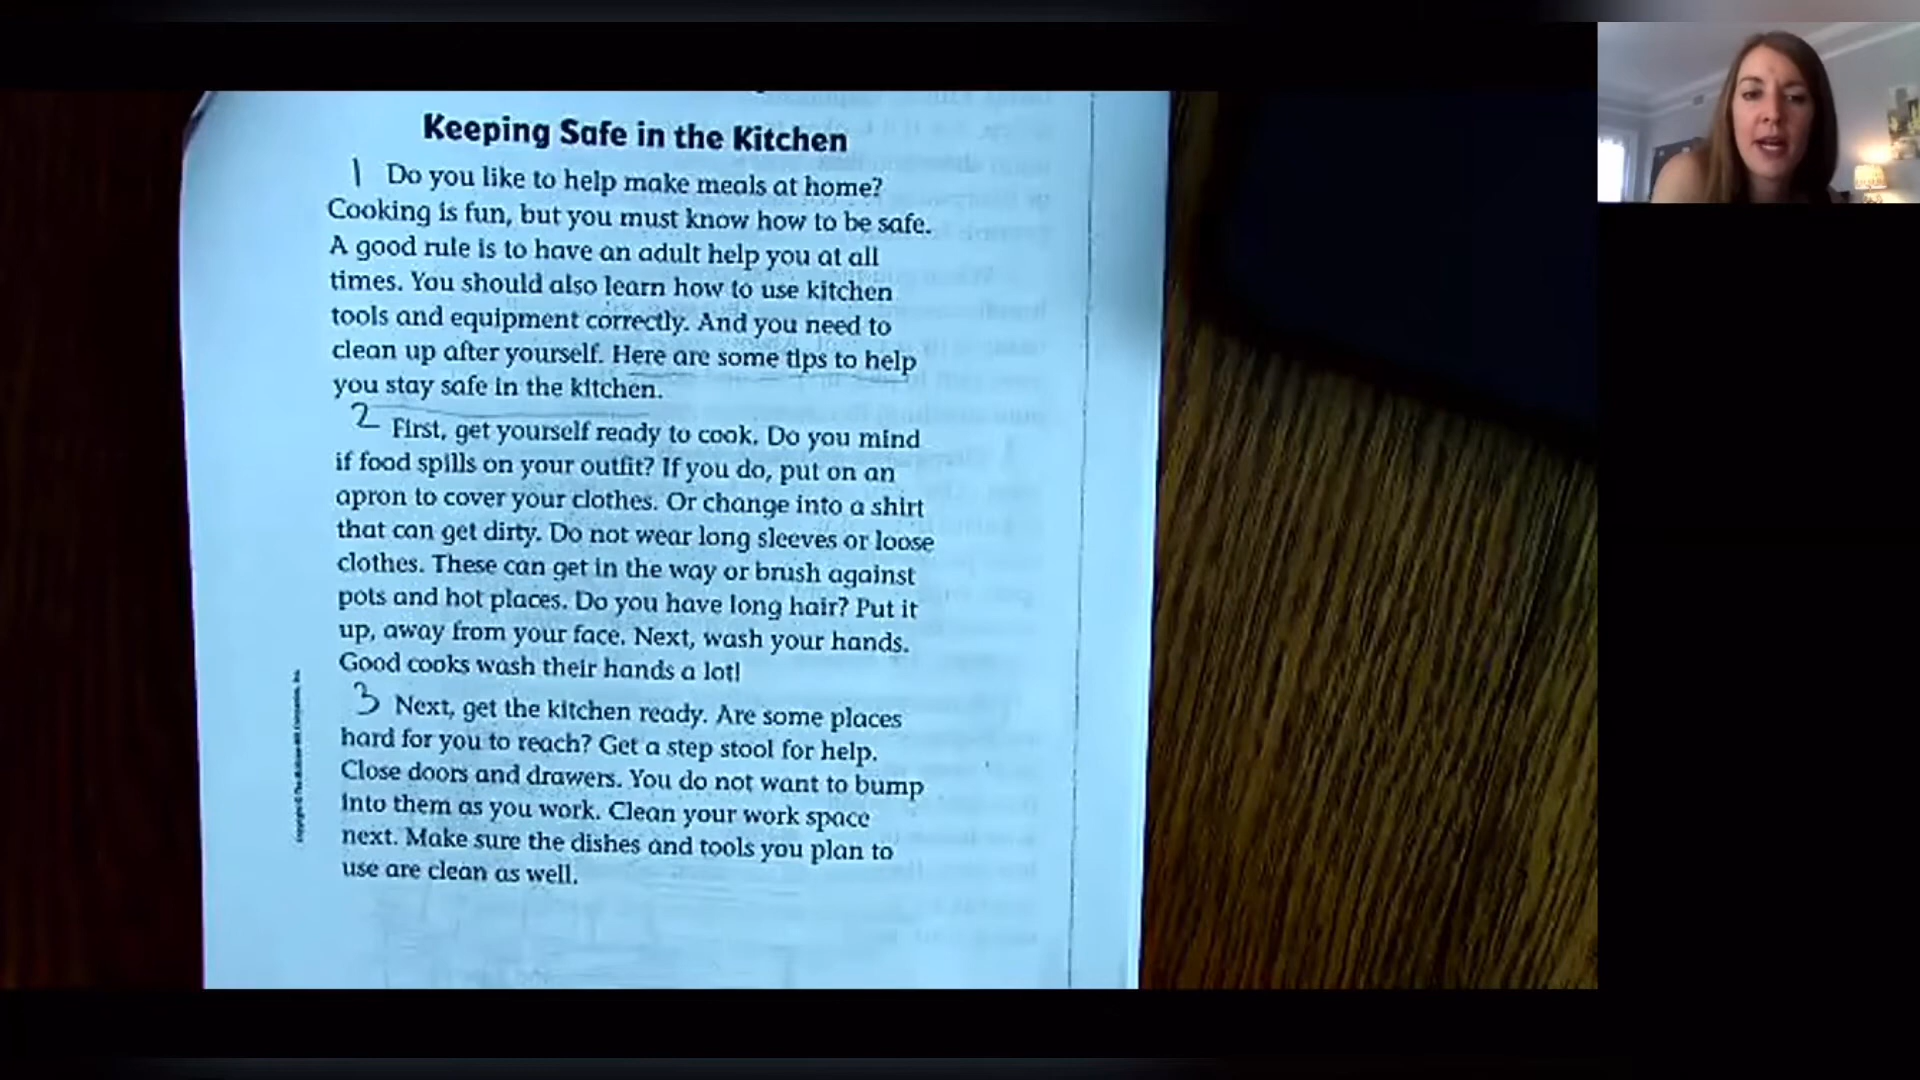 Keeping Safe in the Kitchen
1 Do you like to help make meals at home?
Cooking is fun, but you must know how to be safe.
A good rule is to have an adult help you at all
times. You should also learn how to use kitchen
tools and equipment correctly. And you need to
clean up after yourself. Here are some tips to help
you stay safe in the kitchen.
2 First, get yourself ready to cook. Do you mind
if food spills on your outfit? If you do, put on an
apron to cover your clothes. Or change into a shirt
that can get dirty. Do not wear long sleeves or loose
clothes. These can get in the way or brush against
pots and hot places. Do you have long hair? Put it
up, away from your face. Next, wash your hands.
Good cooks wash their hands a lot!
3 Next, get the kitchen ready. Are some places
hard for you to reach? Get a step stool for help.
Close doors and drawers. You do not want to bump
into them as you work. Clean your work space
next. Make sure the dishes and tools you plan to
use are clean as well.